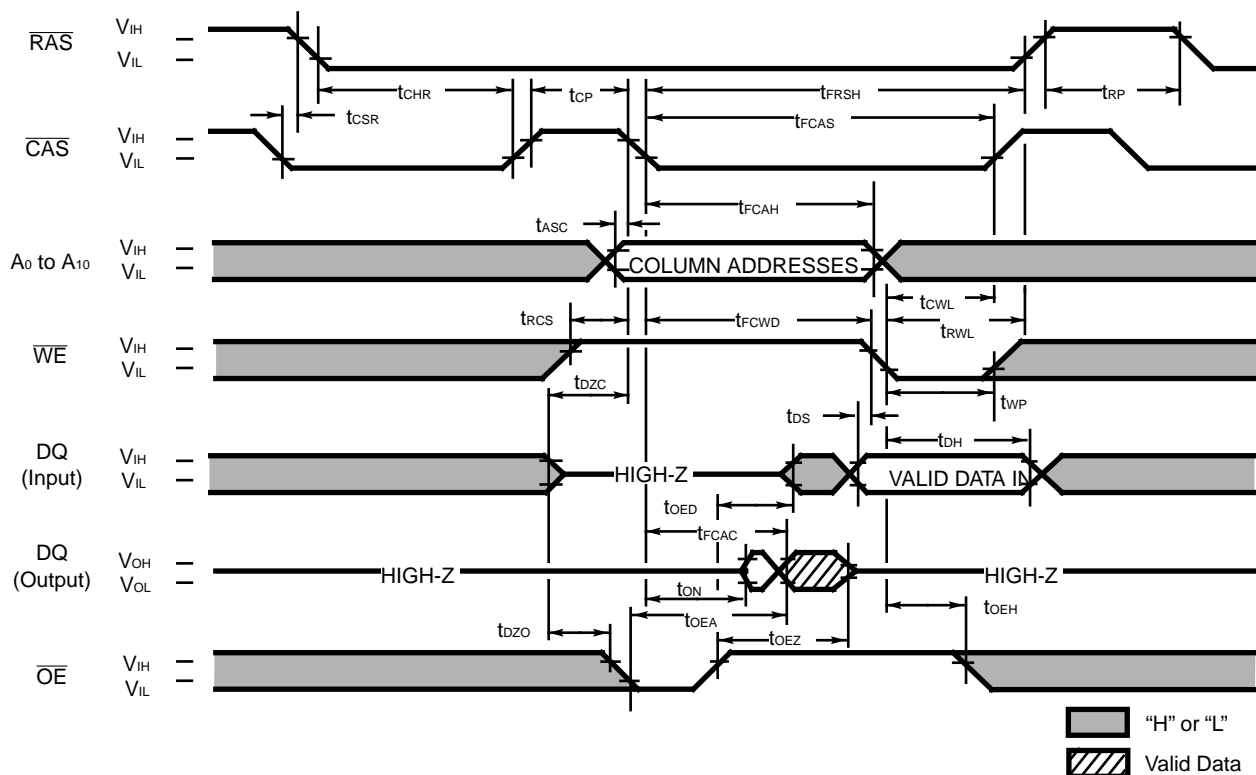 RAS
VIH
VIL
tCHR
tCP
tFRSH
tRP
tCSR
tFCAS
CAS
VIH
VIL
tFCAH
tASC
A0 to A10
VIH
VIL
COLUMN ADDRESSES
tCWL
tRCS
tFCWD
tRWL
WE
VIH
VIL
tDZC
tWP
tDS
DQ
(Input)
VIH
VIL
tDH
HIGH-Z
VALID DATA IN
tOED
tFCAC
DQ
(Output)
VOH
VOL
HIGH-Z
HIGH-Z
tON
tOEH
tOEA
tDZO
tOEZ
OE
VIH
VIL
“H” or “L”
Valid Data